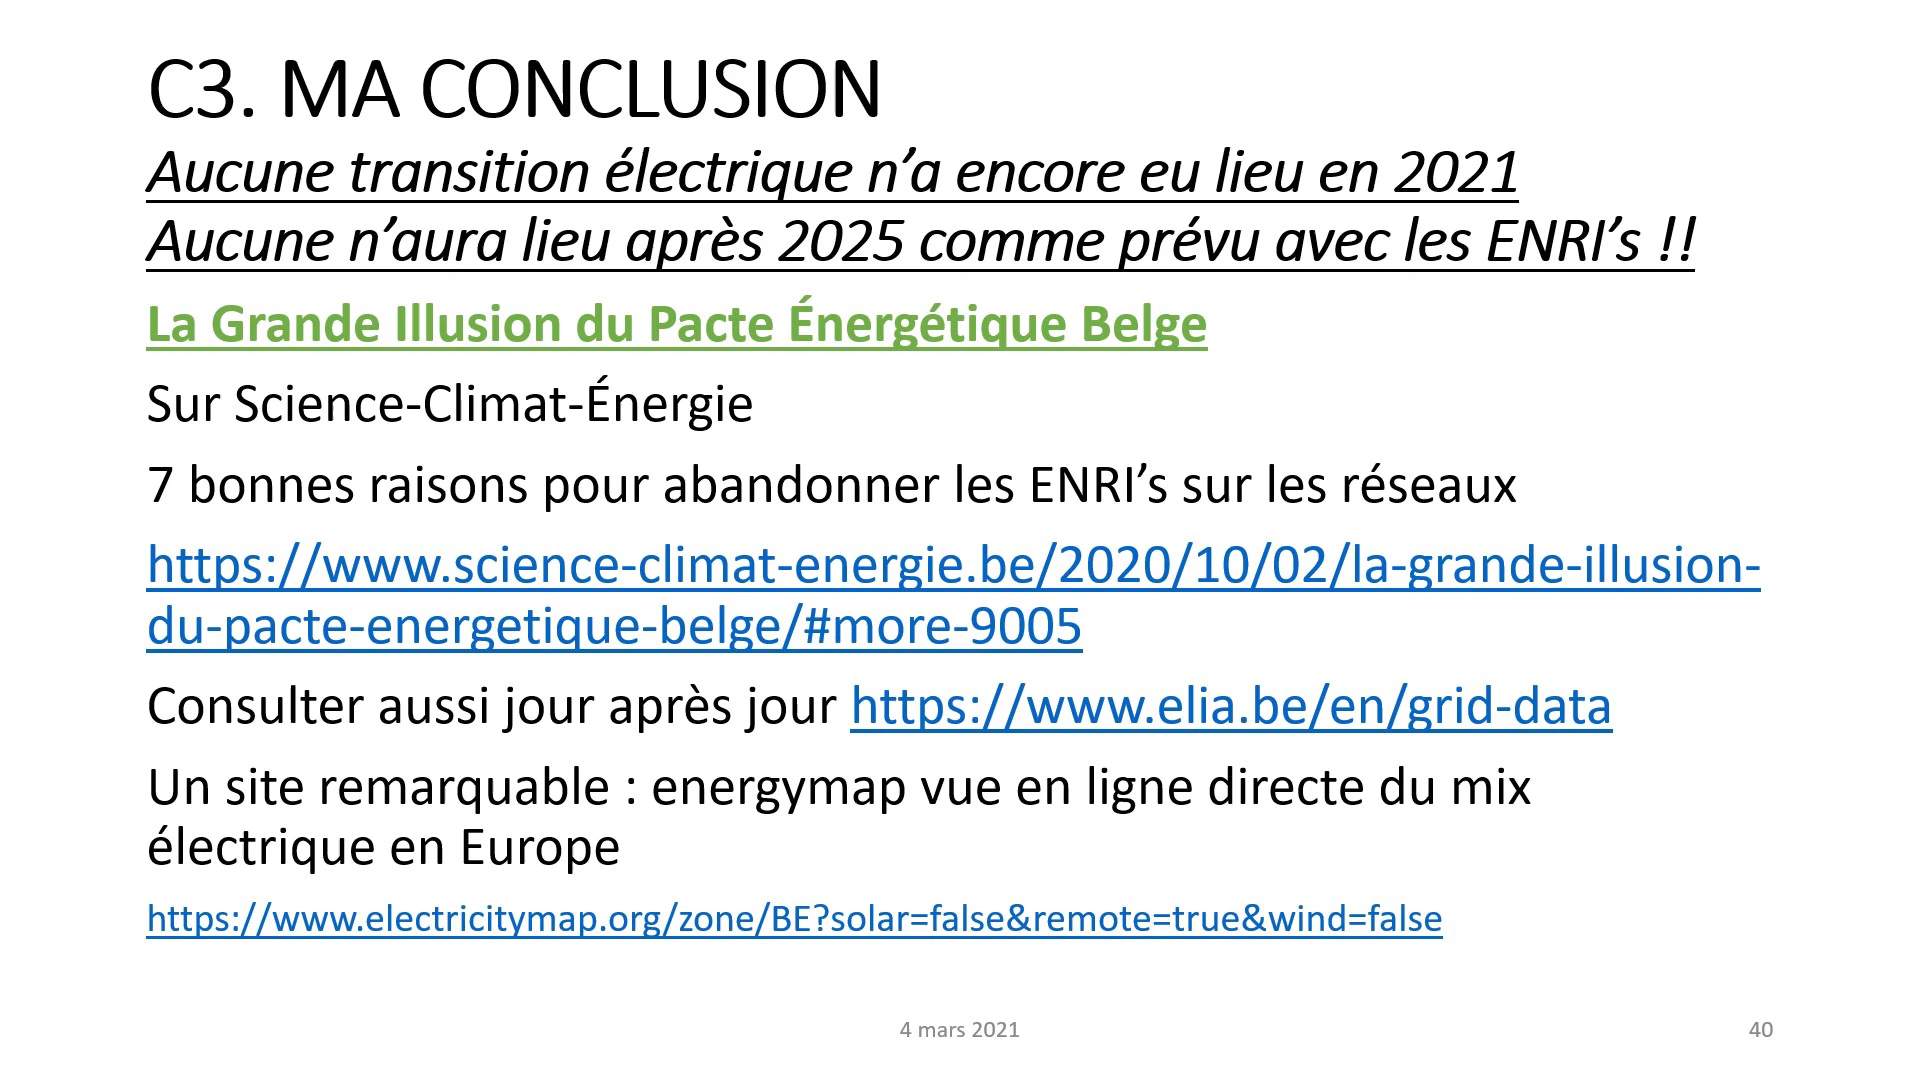 C3. MA CONCLUSION
Aucune transition électrique n’a encore eu lieu en 2021
Aucune n’aura lieu après 2025 comme prévu avec les ENRI’s !!
La Grande Illusion du Pacte Énergétique Belge
Sur Science-Climat-Énergie
7 bonnes raisons pour abandonner les ENRI’s sur les réseaux
https://www.science-climat-energie.be/2020/10/02/la-grande-illusion-
du-pacte-energetique-belge/#more-9005
Consulter aussi jour après jour https://www.elia.be/en/grid-data
Un site remarquable : energymap vue en ligne directe du mix
électrique en Europe
https://www.electricitymap.org/zone/BE?solar=false&remote=true&wind=false
4 mars 2021
40